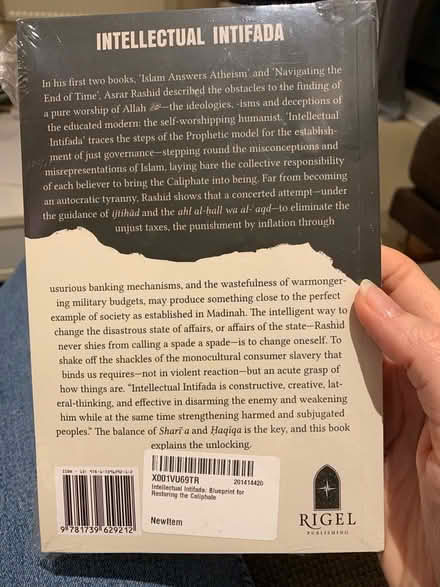 INTELLECTUAL INTIFADA
In his first two books, 'Islam Answers Atheism' and 'Navigating the
End of Time', Asrar Rashid described the obstacles to the finding of
a pure worship of Allah ﷻ—the ideologies, -isms and deceptions of
the educated modern: the self-worshipping humanist. 'Intellectual
Intifada' traces the steps of the Prophetic model for the establish-
ment of just governance—stepping round the misconceptions and
misrepresentations of Islam, laying bare the collective responsibility
of each believer to bring the Caliphate into being. Far from becoming
an autocratic tyranny, Rashid shows that a concerted attempt—under
the guidance of ijtihād and the ahl al-hall wa al-ʿaqd—to eliminate the
unjust taxes, the punishment by inflation through
usurious banking mechanisms, and the wastefulness of warmonger-
ing military budgets, may produce something close to the perfect
example of society as established in Madinah. The intelligent way to
change the disastrous state of affairs, or affairs of the state—Rashid
never shies from calling a spade a spade—is to change oneself. To
shake off the shackles of the monocultural consumer slavery that
binds us requires—not in violent reaction—but an acute grasp of
how things are. "Intellectual Intifada is constructive, creative, lat-
eral-thinking, and effective in disarming the enemy and weakening
him while at the same time strengthening harmed and subjugated
peoples." The balance of Sharīʿa and Ḥaqīqa is the key, and this book
explains the unlocking.
X001VU69TR
201414420
Intellectual Intifada: Blueprint for
Restoring the Caliphate
NewItem
9 781739 629212
RIGEL
PUBLISHING